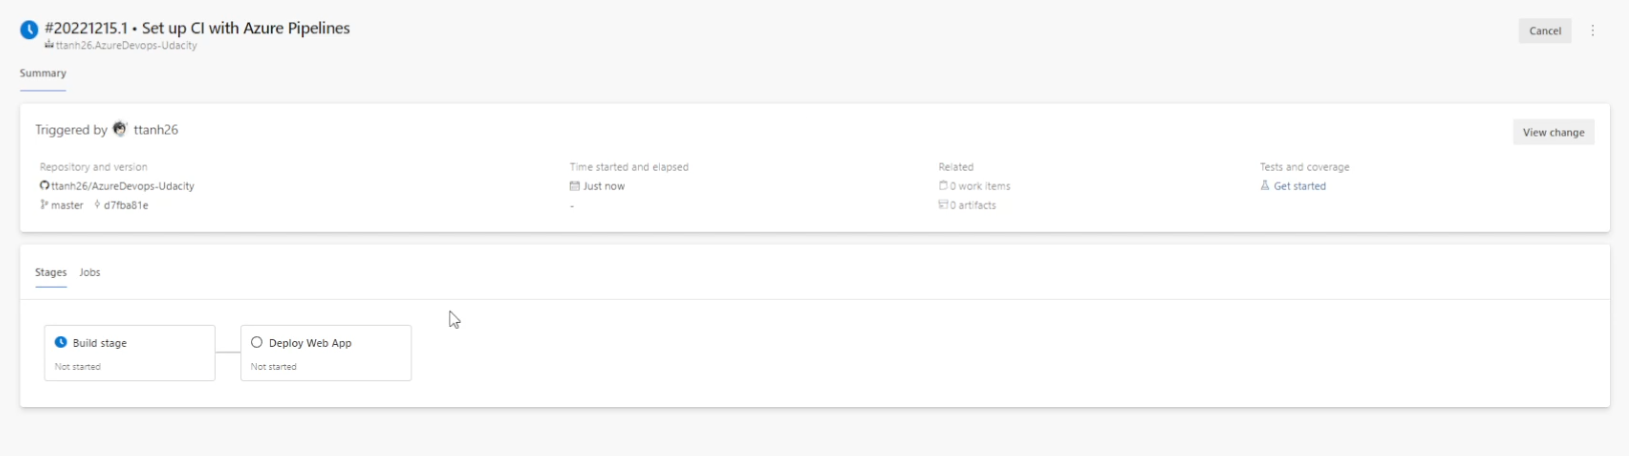 #20221215.1 • Set up CI with Azure Pipelines
ttanh26.AzureDevops-Udacity
Cancel
Summary
Triggered by ttanh26
View change
Repository and version
ttanh26/AzureDevops-Udacity
master d7fba81e
Time started and elapsed
Just now
-
Related
0 work items
0 artifacts
Tests and coverage
Get started
Stages Jobs
Build stage
Not started
Deploy Web App
Not started